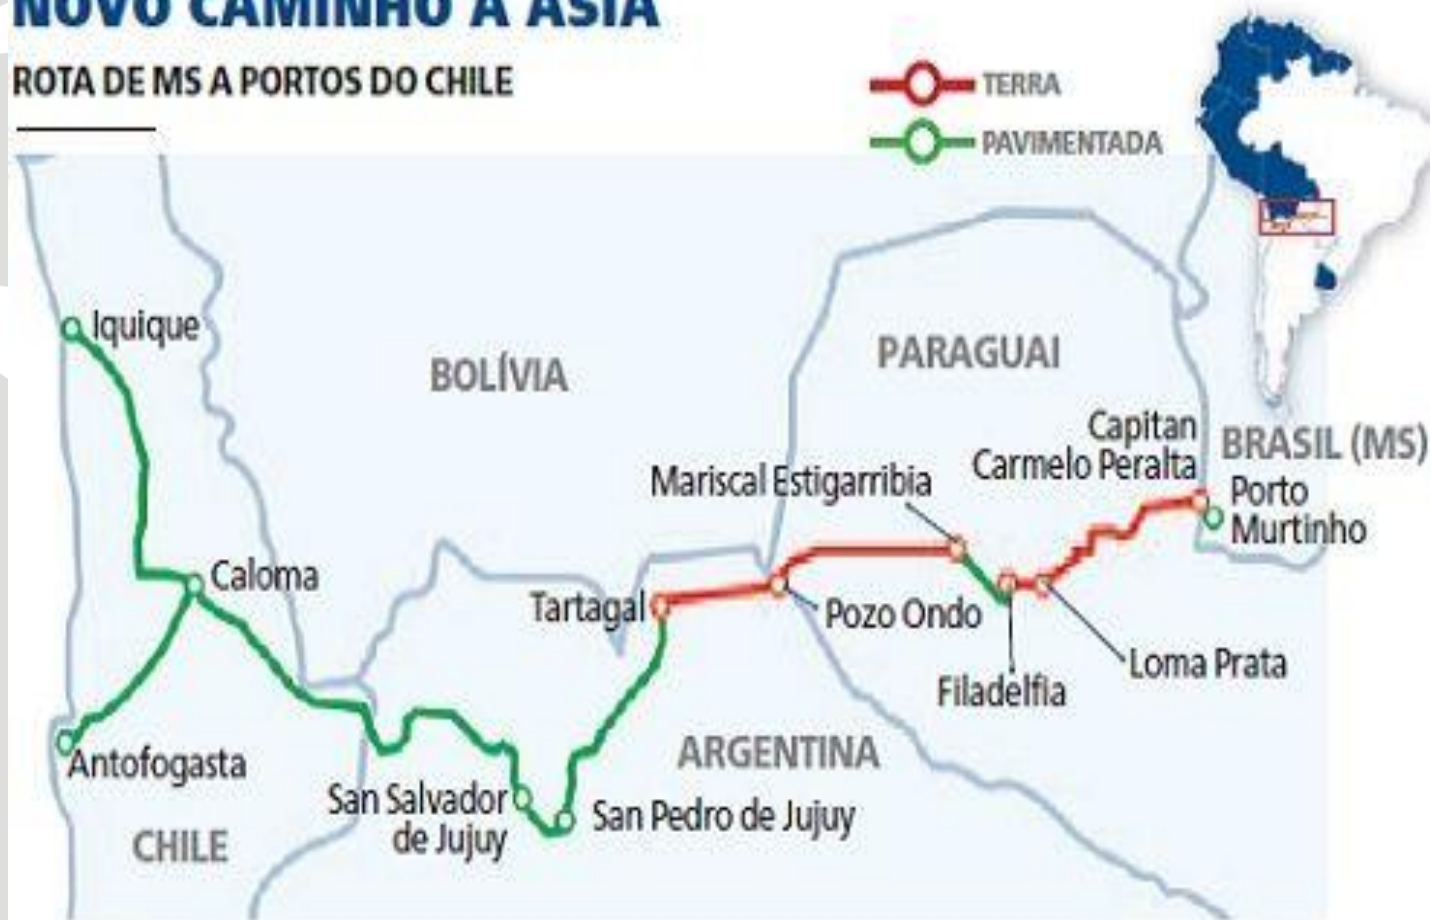 NOVO CAMINHO À ÁSIA
ROTA DE MS A PORTOS DO CHILE
TERRA
PAVIMENTADA
Iquique
BOLÍVIA
PARAGUAI
Capitan
Carmelo Peralta
BRASIL (MS)
Mariscal Estigarribia
Porto
Murtinho
Caloma
Tartagal
Pozo Ondo
Loma Prata
Filadelfia
Antofogasta
ARGENTINA
San Salvador
de Jujuy
San Pedro de Jujuy
CHILE